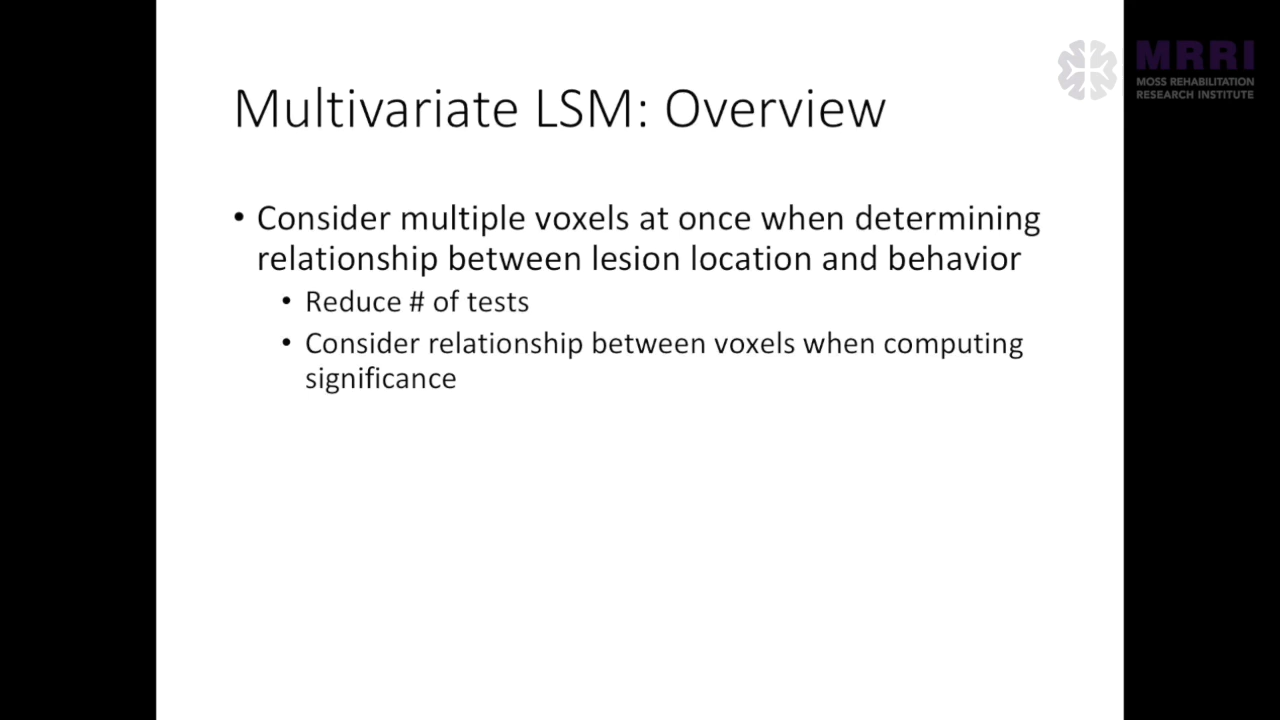 MRRI
MOSS REHABILITATION
RESEARCH INSTITUTE
Multivariate LSM: Overview
• Consider multiple voxels at once when determining
relationship between lesion location and behavior
• Reduce # of tests
• Consider relationship between voxels when computing
significance